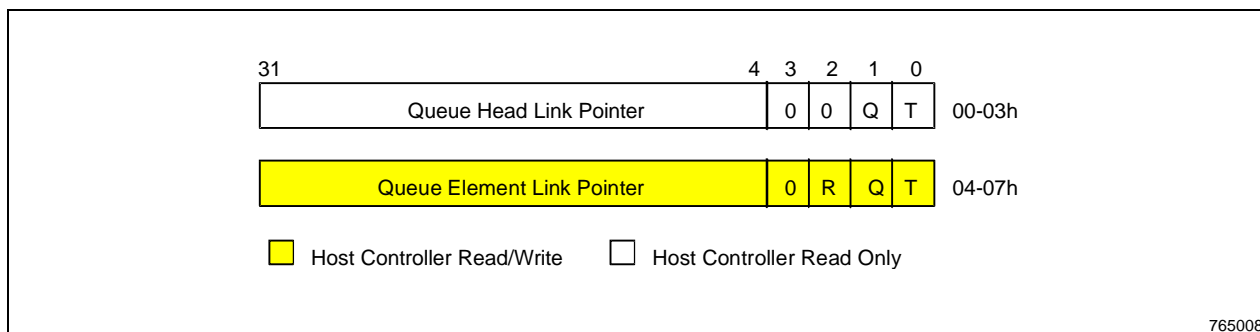 31 4 3 2 1 0
Queue Head Link Pointer 0 0 Q T 00-03h
Queue Element Link Pointer 0 R Q T 04-07h
Host Controller Read/Write Host Controller Read Only
765008